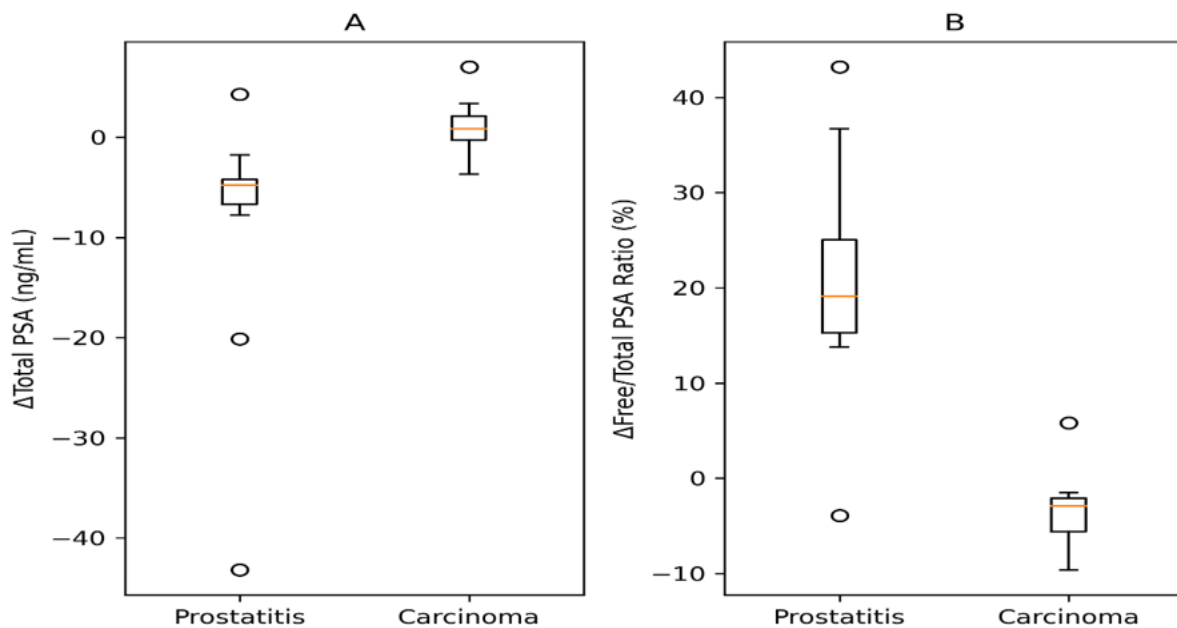 A
ΔTotal PSA (ng/mL)
0
−10
−20
−30
−40
Prostatitis Carcinoma
B
ΔFree/Total PSA Ratio (%)
40
30
20
10
0
−10
Prostatitis Carcinoma